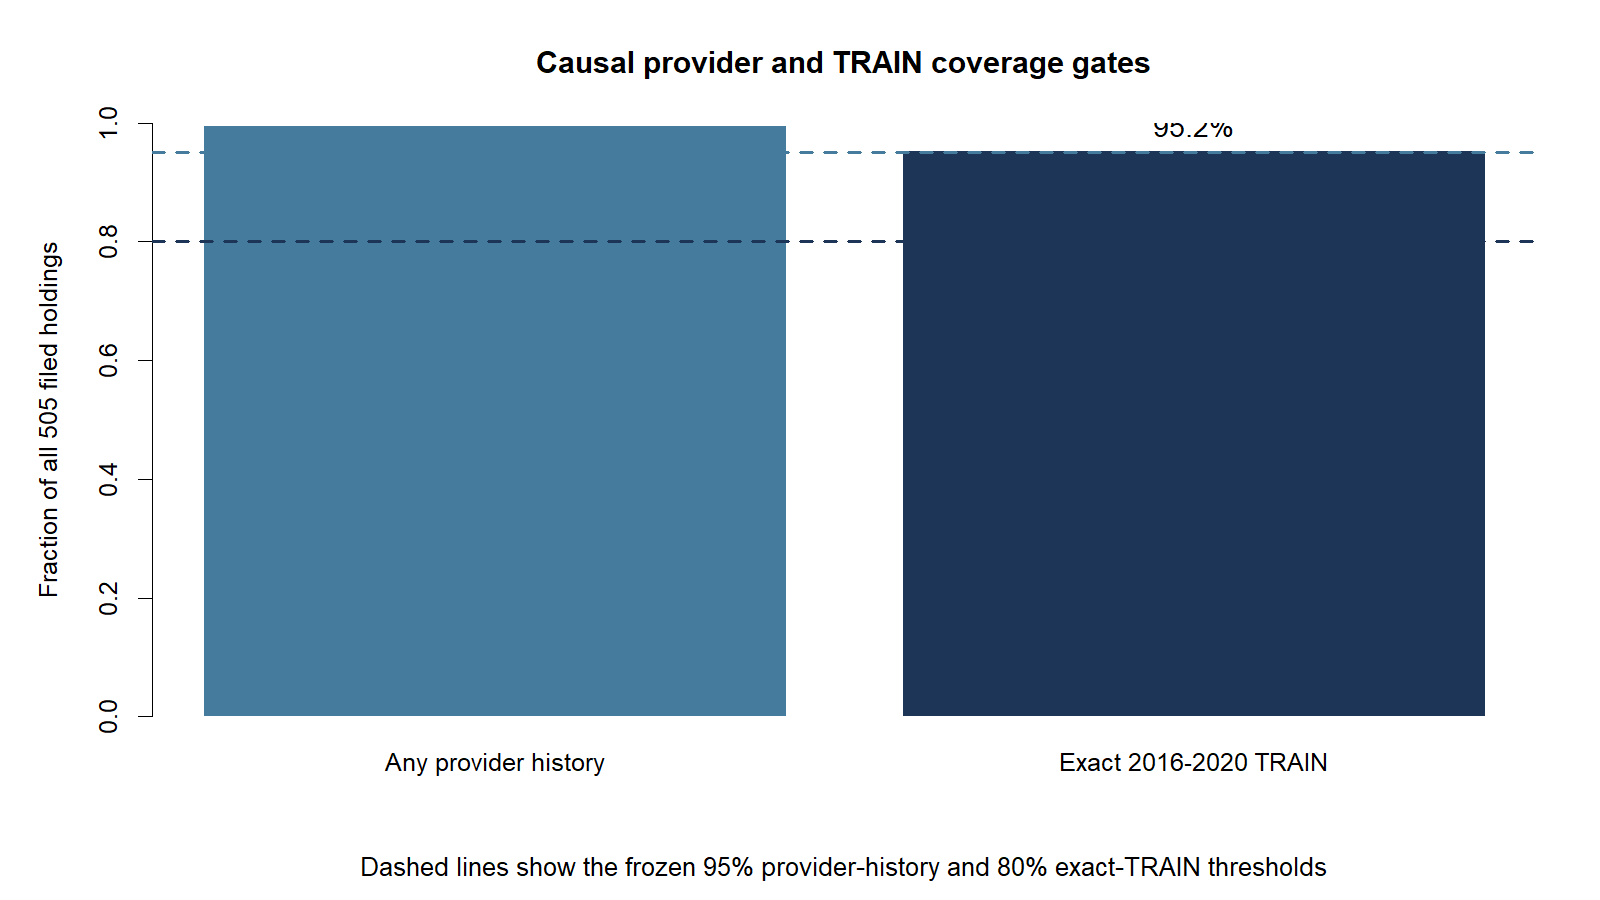 Causal provider and TRAIN coverage gates
Fraction of all 505 filed holdings
1.0
0.8
0.6
0.4
0.2
0.0
95.2%
Any provider history
Exact 2016-2020 TRAIN
Dashed lines show the frozen 95% provider-history and 80% exact-TRAIN thresholds